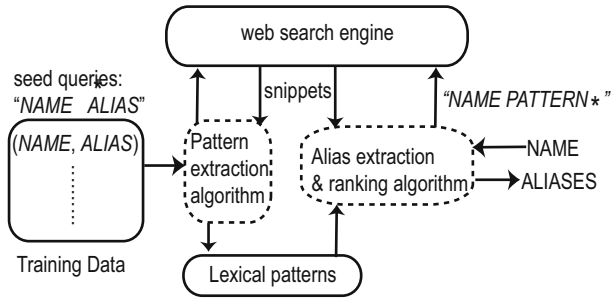 web search engine
seed queries:
“NAME * ALIAS”
snippets
“NAME PATTERN * ”
(NAME, ALIAS)
Pattern
extraction
algorithm
Alias extraction
& ranking algorithm
NAME
ALIASES
Training Data
Lexical patterns